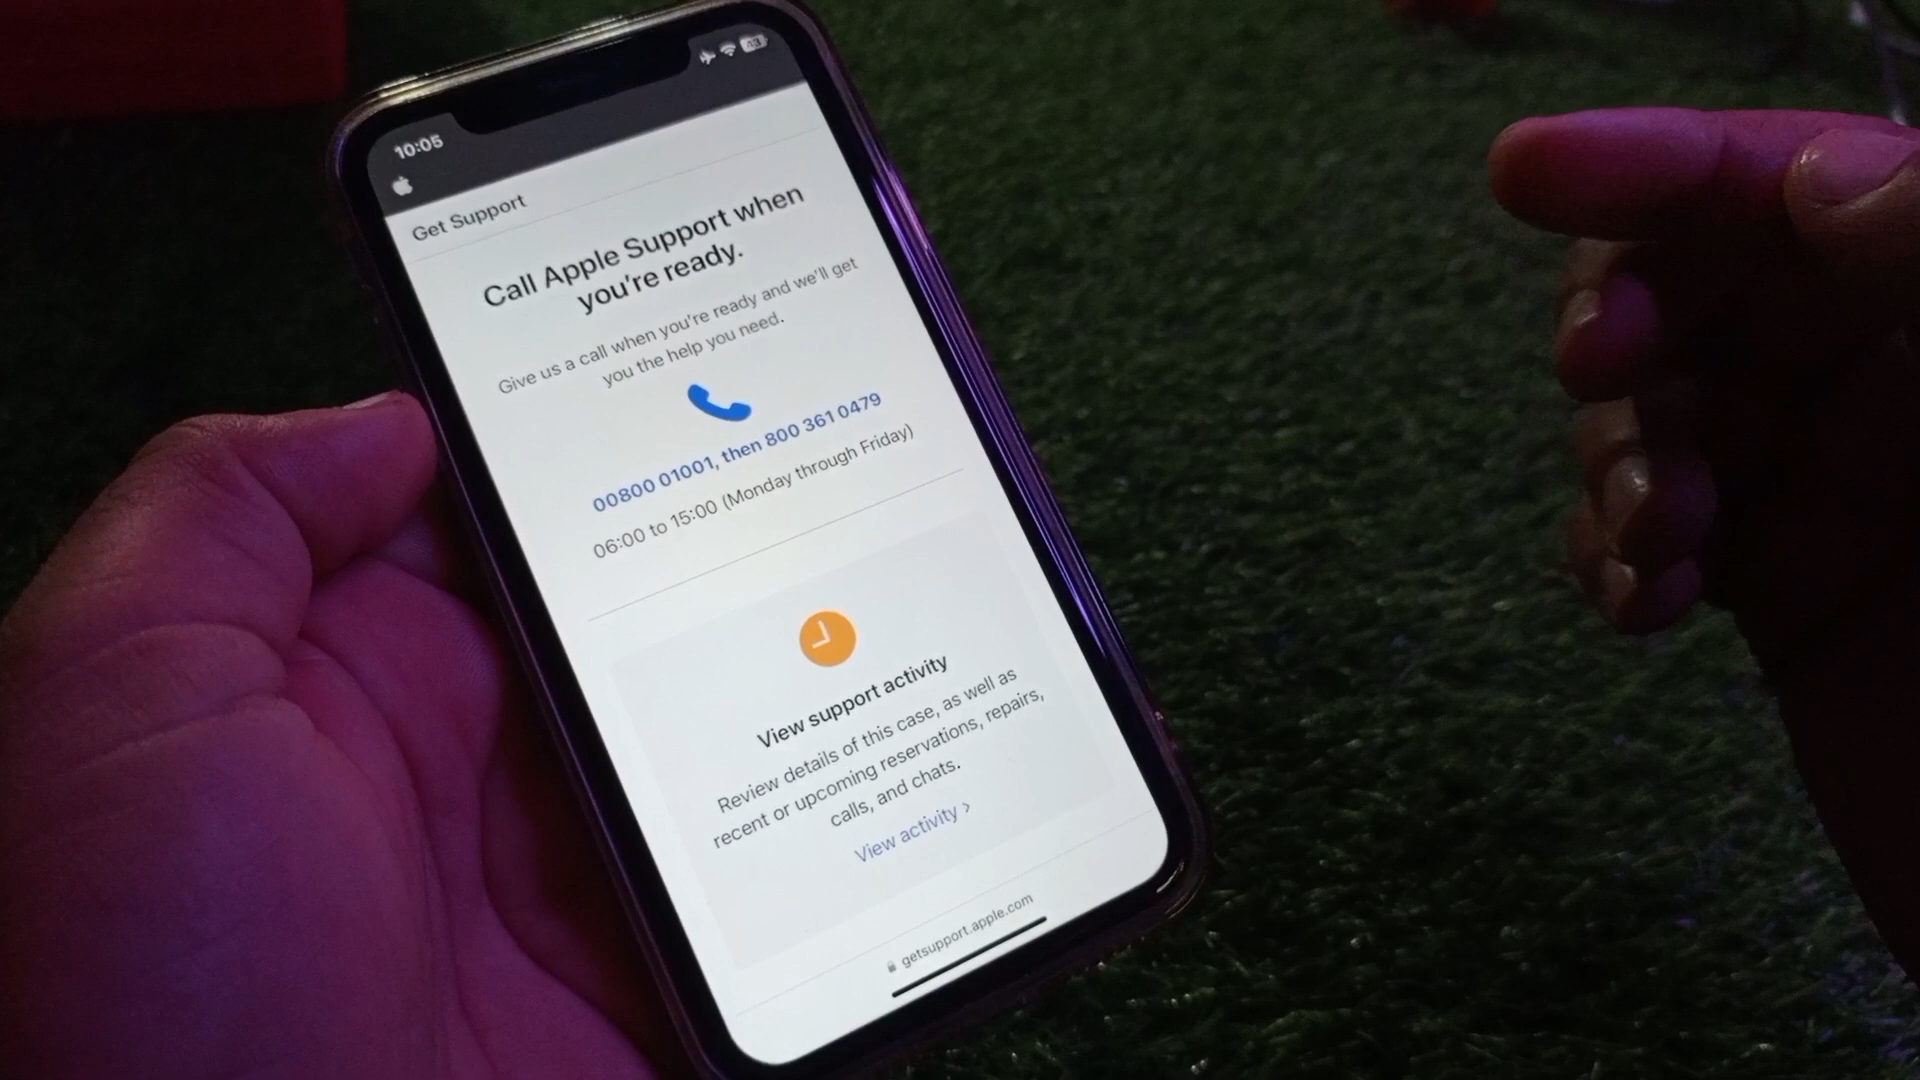 10:05
43
Get Support
Call Apple Support when
you're ready.
Give us a call when you're ready and we'll get
you the help you need.
00800 01001, then 800 361 0479
06:00 to 15:00 (Monday through Friday)
View support activity
Review details of this case, as well as
recent or upcoming reservations, repairs,
calls, and chats.
View activity >
getsupport.apple.com